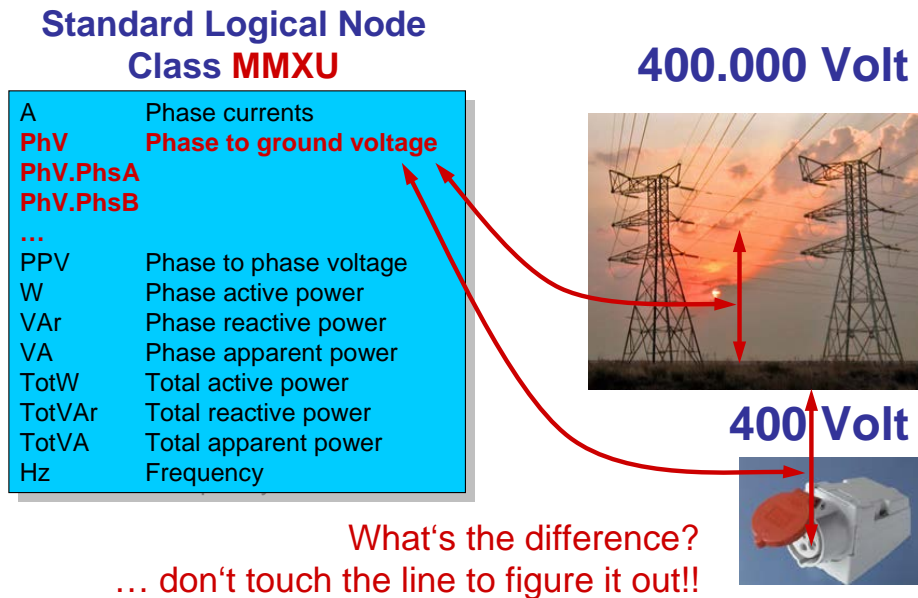 Standard Logical Node
Class MMXU
400.000 Volt
A Phase currents
PhV Phase to ground voltage
PhV.PhsA
PhV.PhsB
…
PPV Phase to phase voltage
W Phase active power
VAr Phase reactive power
VA Phase apparent power
TotW Total active power
TotVAr Total reactive power
TotVA Total apparent power
Hz Frequency
400 Volt
What‘s the difference?
… don‘t touch the line to figure it out!!